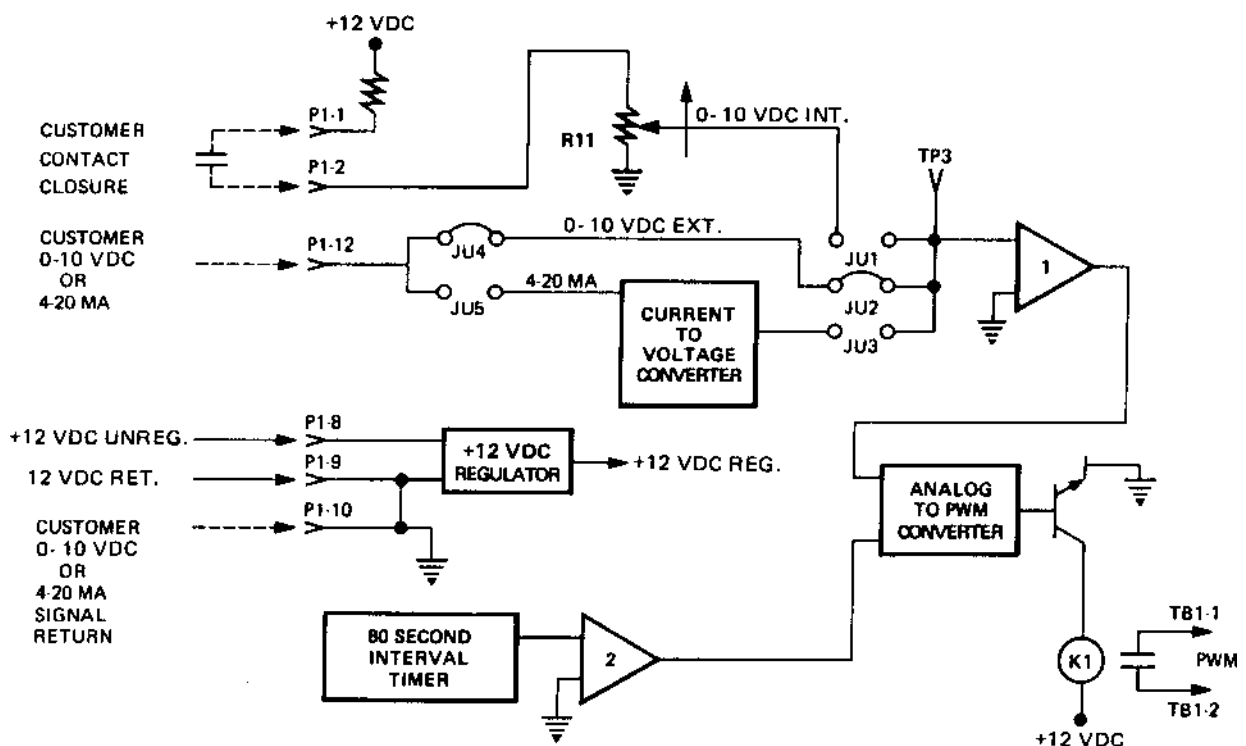 +12 VDC
P1-1
CUSTOMER
CONTACT
CLOSURE
P1-2
R11
0-10 VDC INT.
TP3
CUSTOMER
0-10 VDC
OR
4-20 MA
P1-12
JU4
0-10 VDC EXT.
JU5
4-20 MA
CURRENT
TO
VOLTAGE
CONVERTER
JU1
JU2
JU3
1
+12 VDC UNREG.
P1-8
12 VDC RET.
P1-9
P1-10
+12 VDC
REGULATOR
+12 VDC REG.
CUSTOMER
0-10 VDC
OR
4-20 MA
SIGNAL
RETURN
ANALOG
TO PWM
CONVERTER
80 SECOND
INTERVAL
TIMER
2
K1
TB1-1
PWM
TB1-2
+12 VDC